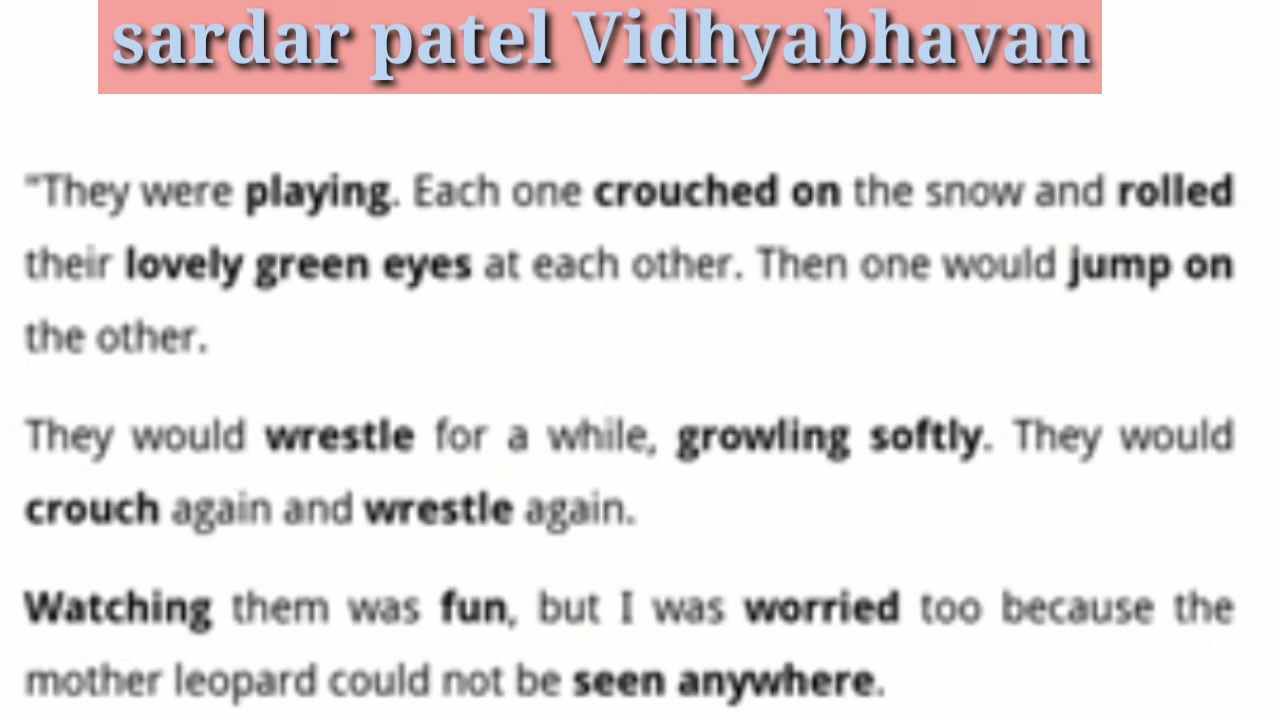 sardar patel Vidhyabhavan
"They were playing. Each one crouched on the snow and rolled
their lovely green eyes at each other. Then one would jump on
the other.
They would wrestle for a while, growling softly. They would
crouch again and wrestle again.
Watching them was fun, but I was worried too because the
mother leopard could not be seen anywhere.